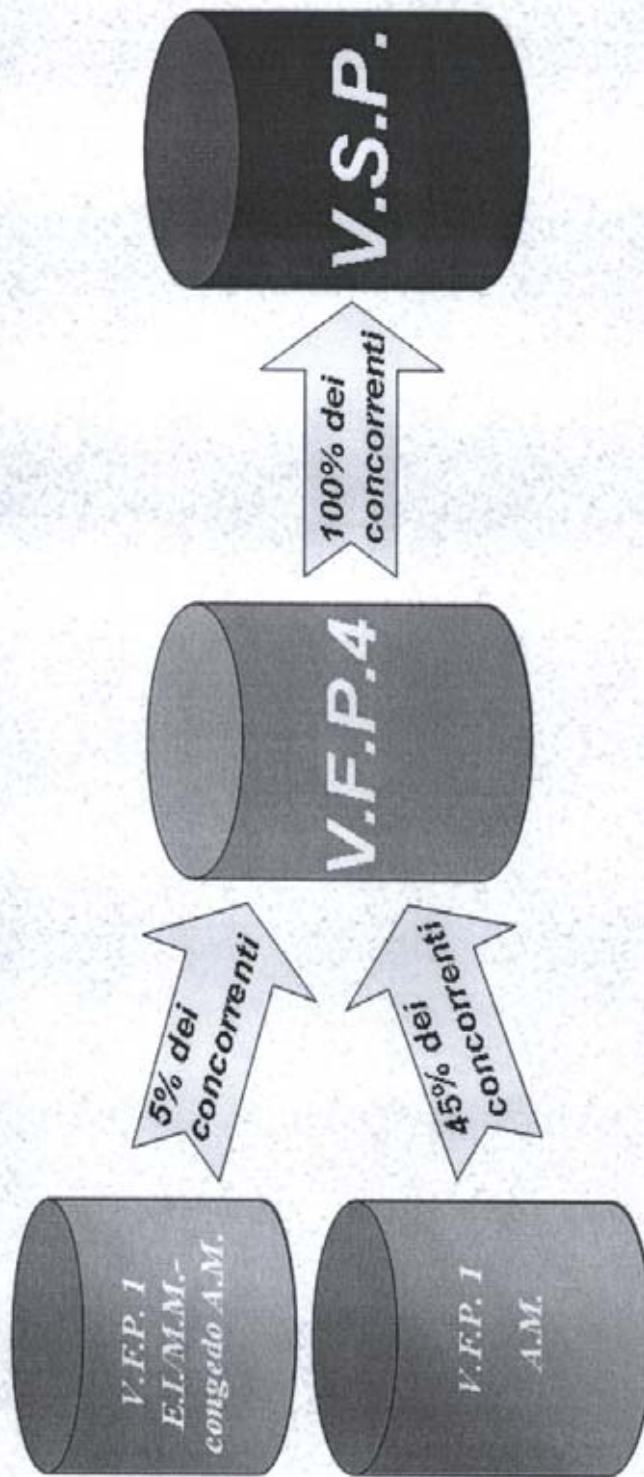 V.F.P. 1
E.I./M.M.-
congedo A.M.
V.F.P. 1
A.M.
5% dei
concorrenti
45% dei
concorrenti
V.F.P.4
100% dei
concorrenti
V.S.P.